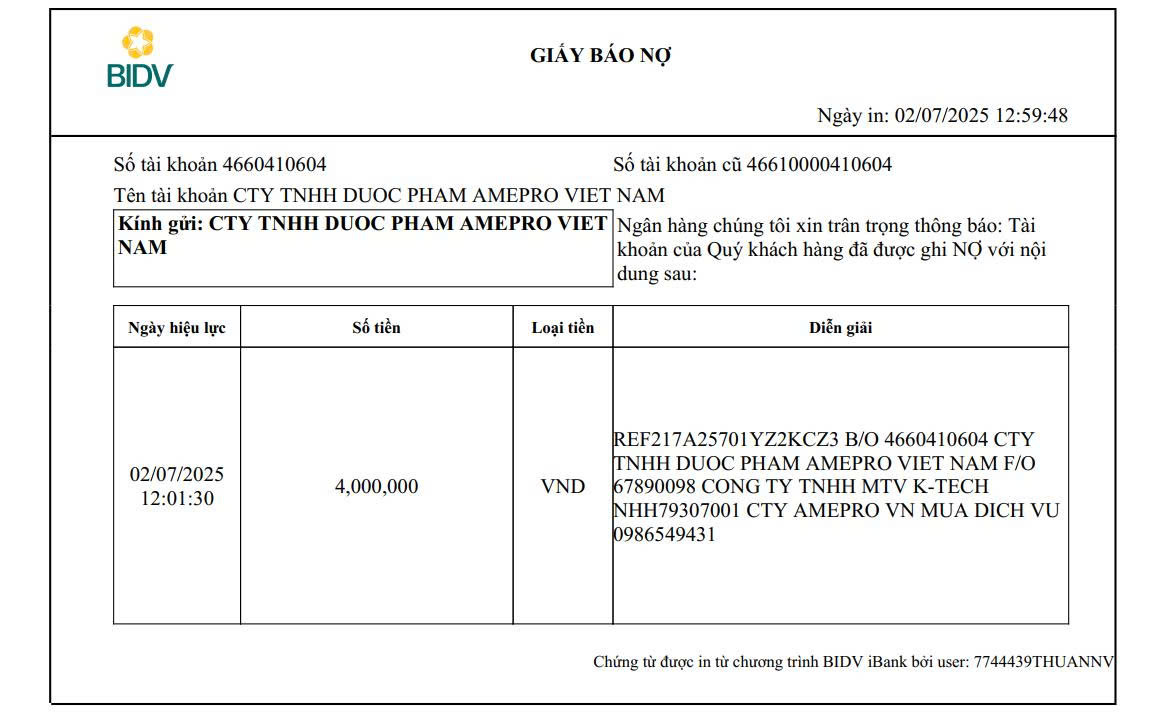 BIDV
GIẤY BÁO NỢ
Ngày in: 02/07/2025 12:59:48
Số tài khoản 4660410604
Số tài khoản cũ 46610000410604
Tên tài khoản CTY TNHH DUOC PHAM AMEPRO VIET NAM
Kính gửi: CTY TNHH DUOC PHAM AMEPRO VIET
NAM
Ngân hàng chúng tôi xin trân trọng thông báo: Tài
khoản của Quý khách hàng đã được ghi NỢ với nội
dung sau:
Ngày hiệu lực
Số tiền
Loại tiền
Diễn giải
02/07/2025
12:01:30
4,000,000
VND
REF217A25701YZ2KCZ3 B/O 4660410604 CTY
TNHH DUOC PHAM AMEPRO VIET NAM F/O
67890098 CONG TY TNHH MTV K-TECH
NHH79307001 CTY AMEPRO VN MUA DICH VU
0986549431
Chứng từ được in từ chương trình BIDV iBank bởi user: 7744439THUANNV